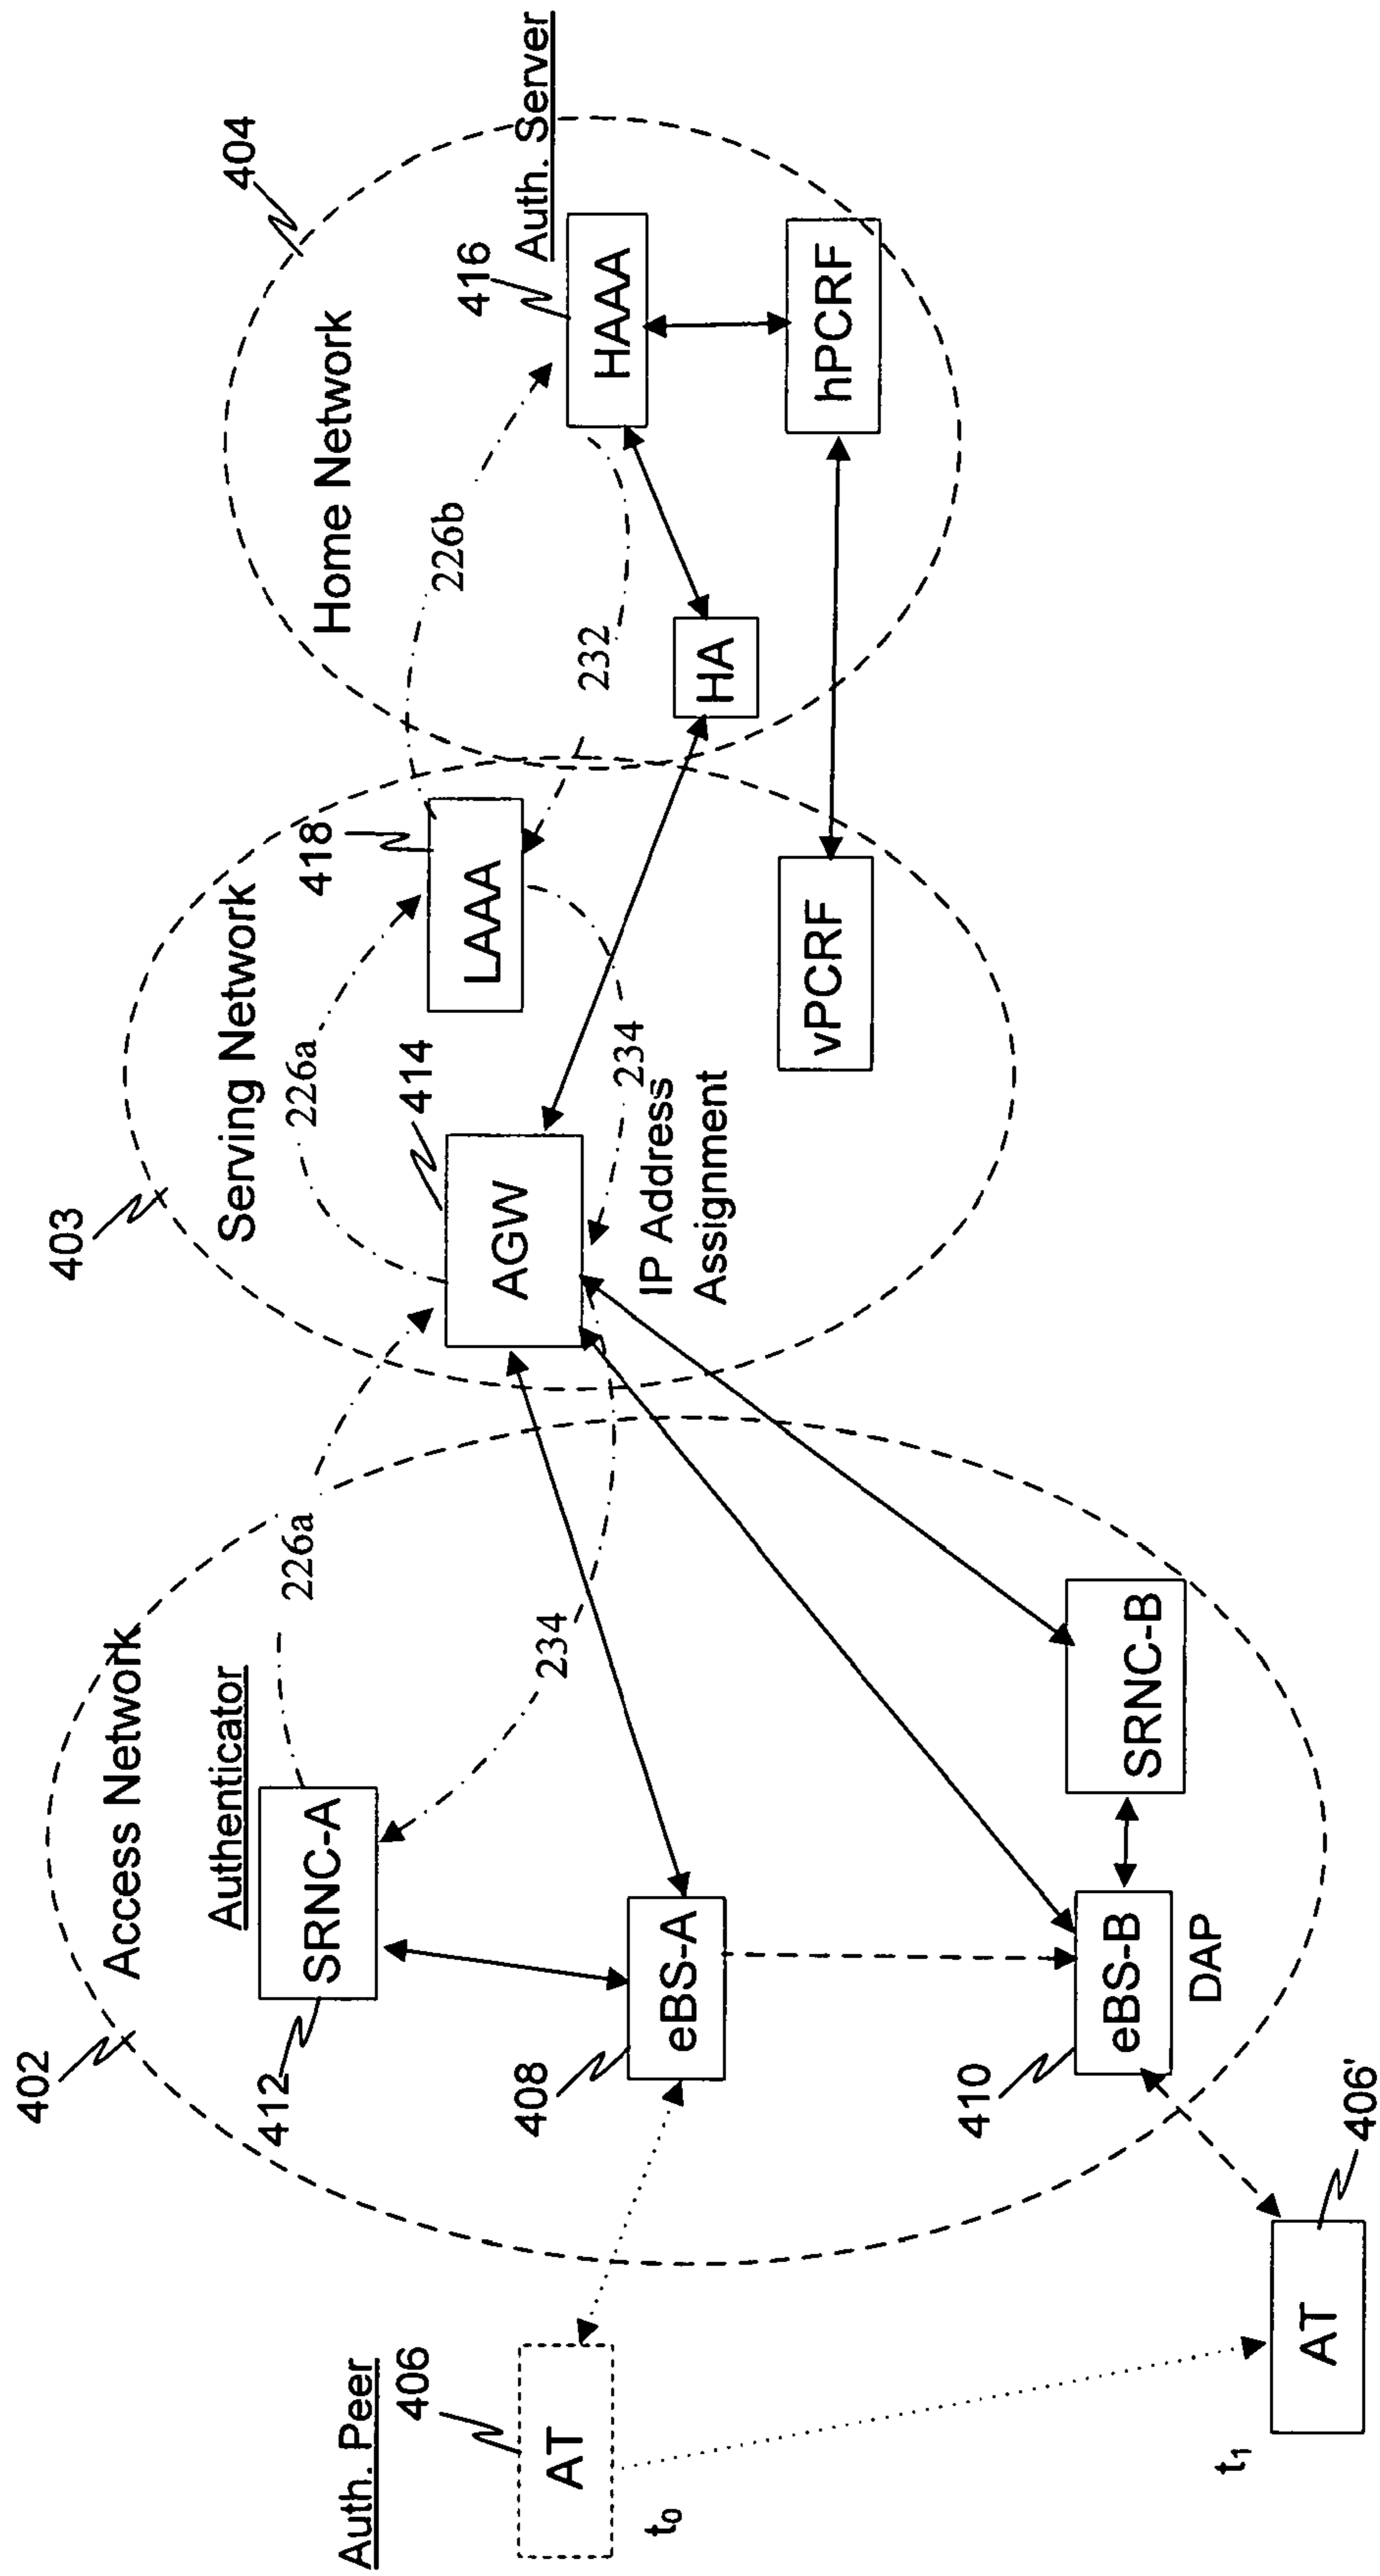 Auth. Peer
406
AT
t0
AT
406'
t1
402
Access Network
Authenticator
SRNC-A
412
226a
234
eBS-A
408
eBS-B
410
DAP
SRNC-B
403
Serving Network
AGW
414
226a
LAAA
418
234
IP Address
Assignment
vPCRF
404
Home Network
226b
232
HA
416
HAAA
Auth. Server
hPCRF